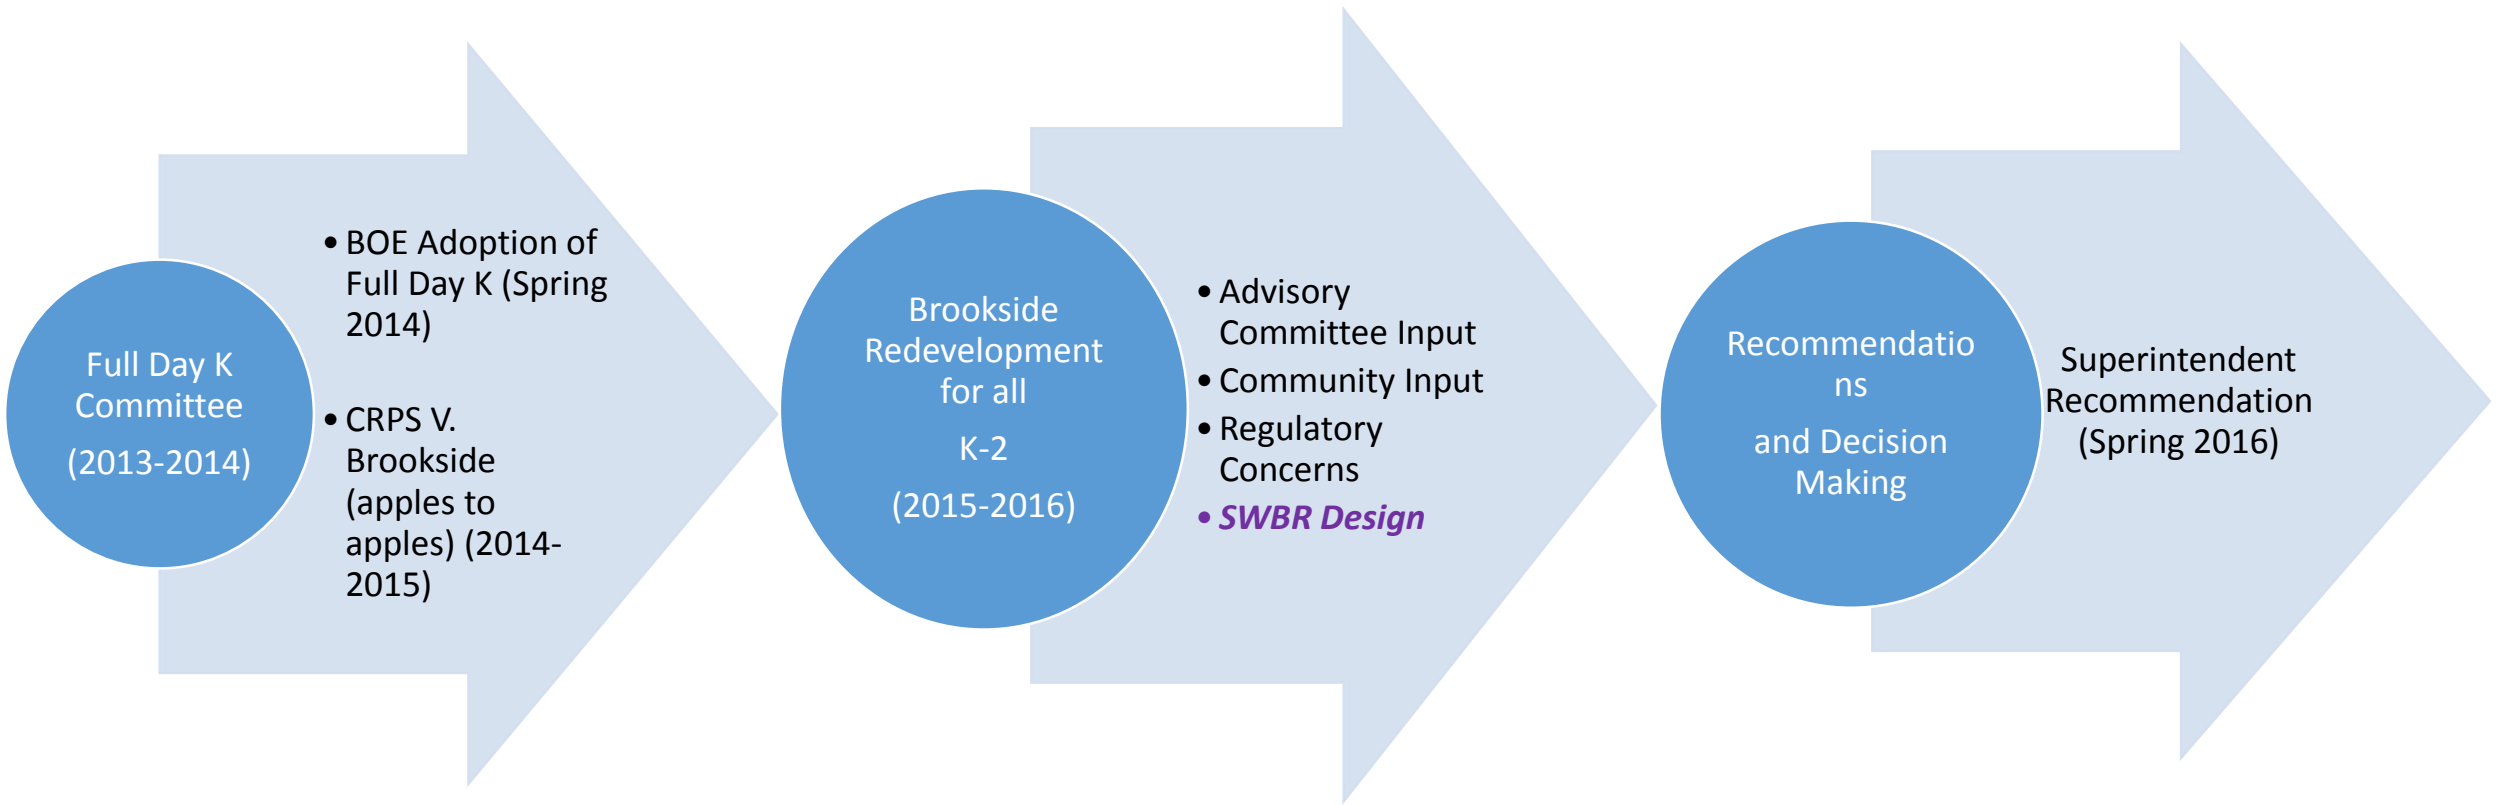 Full Day K
Committee
(2013-2014)
• BOE Adoption of
Full Day K (Spring
2014)
• CRPS V.
Brookside
(apples to
apples) (2014-
2015)
Brookside
Redevelopment
for all
K-2
(2015-2016)
• Advisory
Committee Input
• Community Input
• Regulatory
Concerns
• SWBR Design
Recommendatio
ns
and Decision
Making
Superintendent
Recommendation
(Spring 2016)